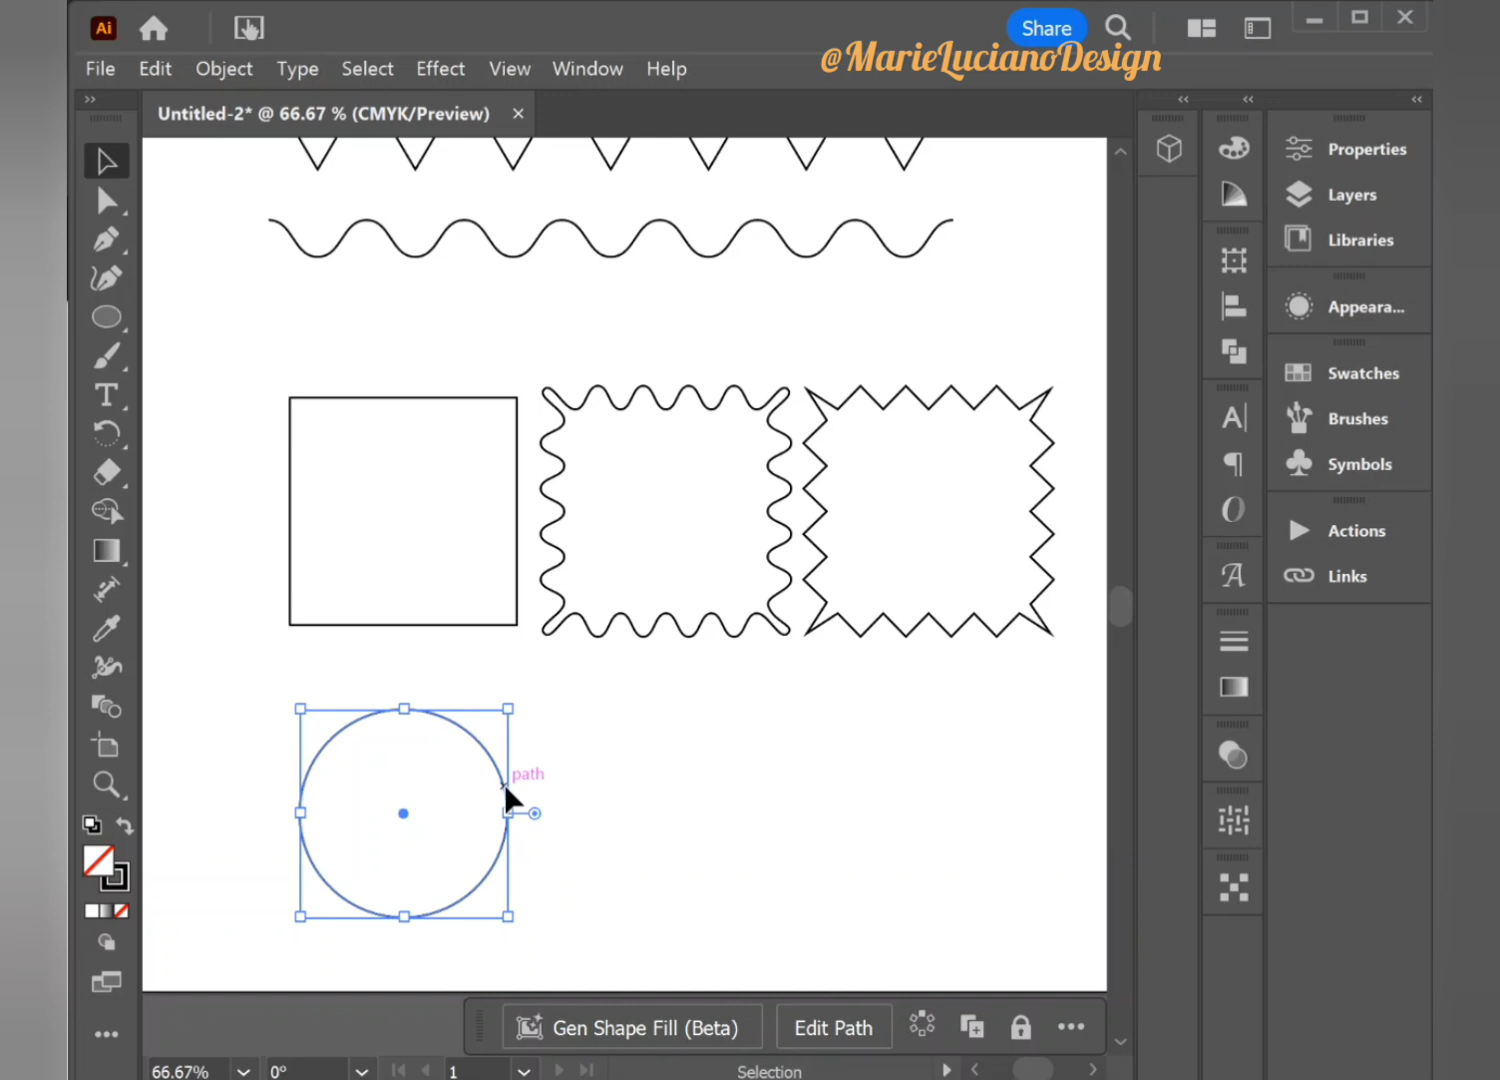 Ai
Share
@MarieLucianoDesign
File Edit Object Type Select Effect View Window Help
Untitled-2* @ 66.67 % (CMYK/Preview)
Properties
Layers
Libraries
Appeara...
Swatches
Brushes
Symbols
Actions
Links
path
Gen Shape Fill (Beta) Edit Path
66.67% 0° 1 Selection